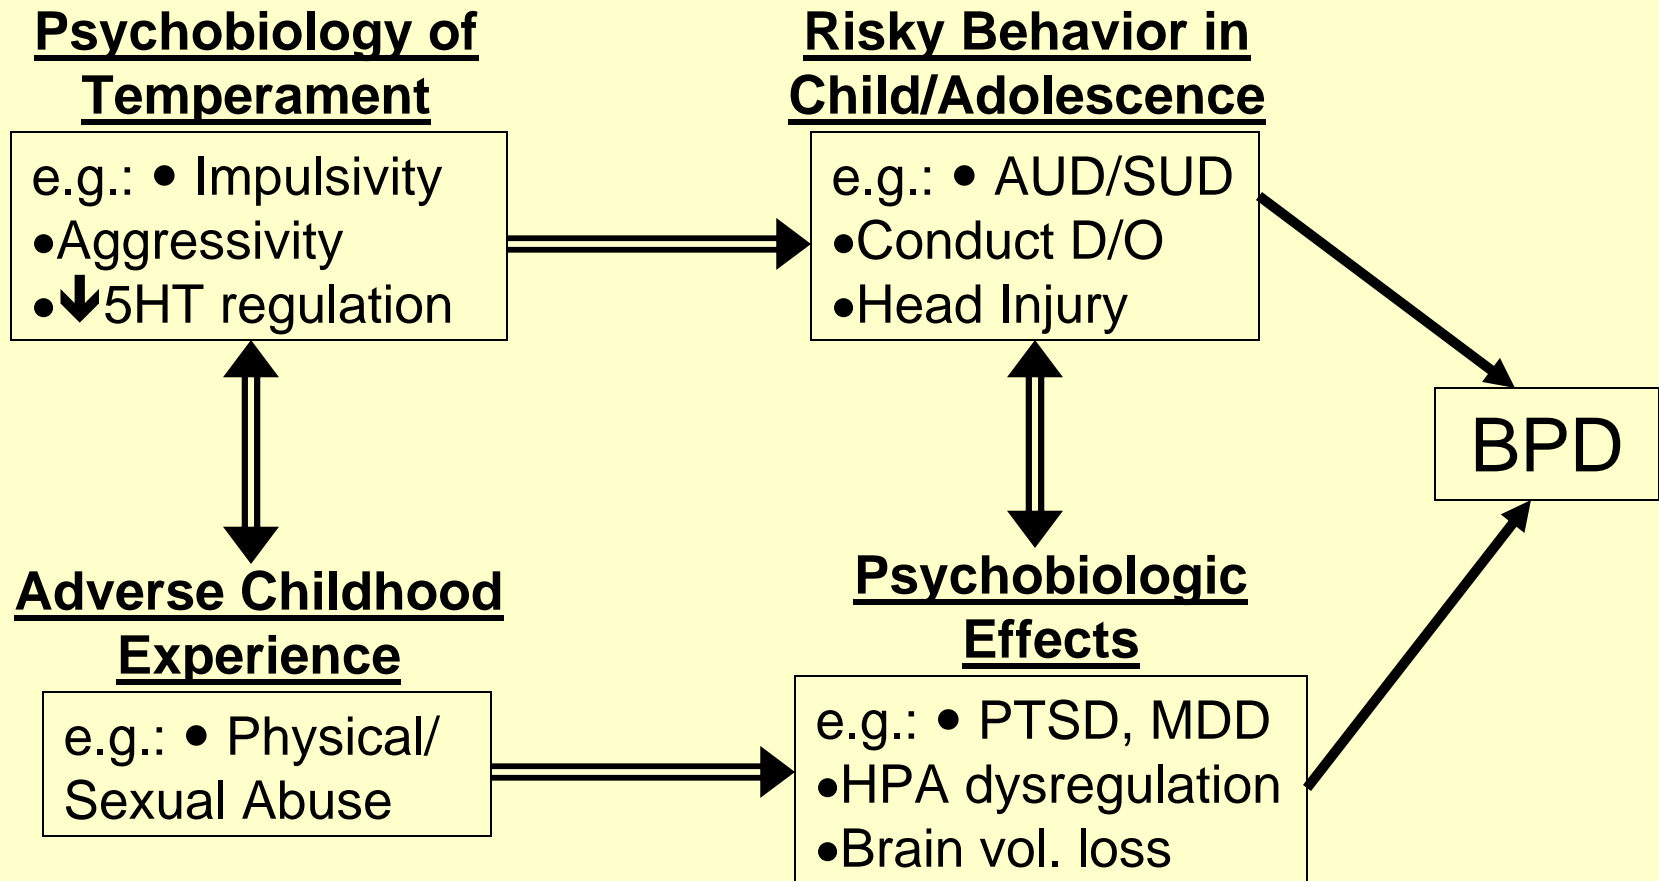 Psychobiology of
Temperament
e.g.: • Impulsivity
•Aggressivity
•🡻5HT regulation
Risky Behavior in
Child/Adolescence
e.g.: • AUD/SUD
•Conduct D/O
•Head Injury
BPD
Adverse Childhood
Experience
e.g.: • Physical/
Sexual Abuse
Psychobiologic
Effects
e.g.: • PTSD, MDD
•HPA dysregulation
•Brain vol. loss